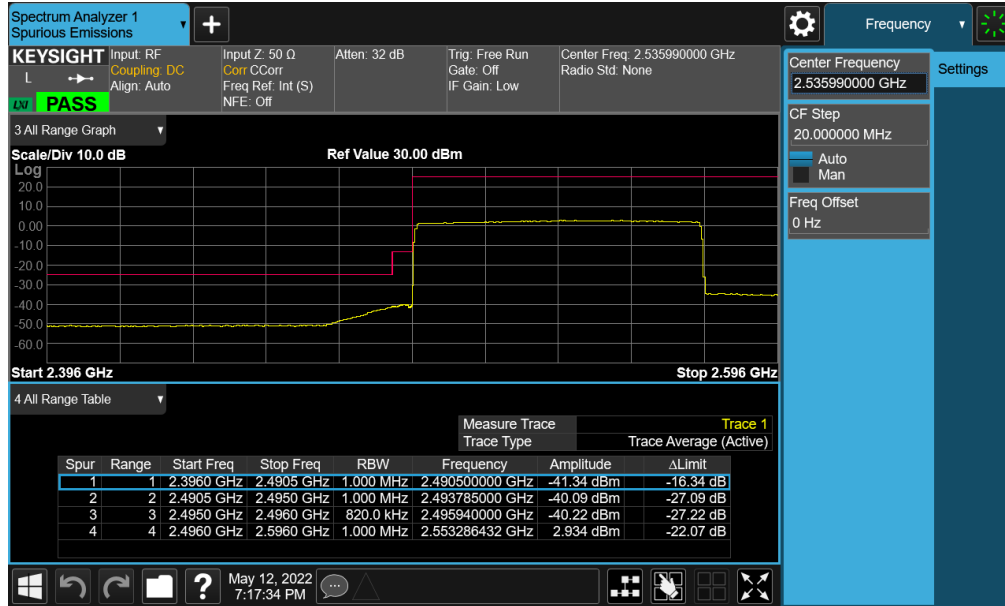 Spectrum Analyzer 1
Spurious Emissions
Frequency
KEYSIGHT
L
LXI
PASS
Input: RF
Coupling: DC
Align: Auto
Input Z: 50 Ω
Corr CCorr
Freq Ref: Int (S)
NFE: Off
Atten: 32 dB
Trig: Free Run
Gate: Off
IF Gain: Low
Center Freq: 2.535990000 GHz
Radio Std: None
Center Frequency
2.535990000 GHz
Settings
CF Step
20.000000 MHz
Auto
Man
Freq Offset
0 Hz
3 All Range Graph
Scale/Div 10.0 dB
Ref Value 30.00 dBm
Log
20.0
10.0
0.00
-10.0
-20.0
-30.0
-40.0
-50.0
-60.0
Start 2.396 GHz
Stop 2.596 GHz
4 All Range Table
Measure Trace Trace 1
Trace Type Trace Average (Active)
Spur Range Start Freq Stop Freq RBW Frequency Amplitude ΔLimit
1 1 2.3960 GHz 2.4905 GHz 1.000 MHz 2.490500000 GHz -41.34 dBm -16.34 dB
2 2 2.4905 GHz 2.4950 GHz 1.000 MHz 2.493785000 GHz -40.09 dBm -27.09 dB
3 3 2.4950 GHz 2.4960 GHz 820.0 kHz 2.495940000 GHz -40.22 dBm -27.22 dB
4 4 2.4960 GHz 2.5960 GHz 1.000 MHz 2.553286432 GHz 2.934 dBm -22.07 dB
?
May 12, 2022
7:17:34 PM